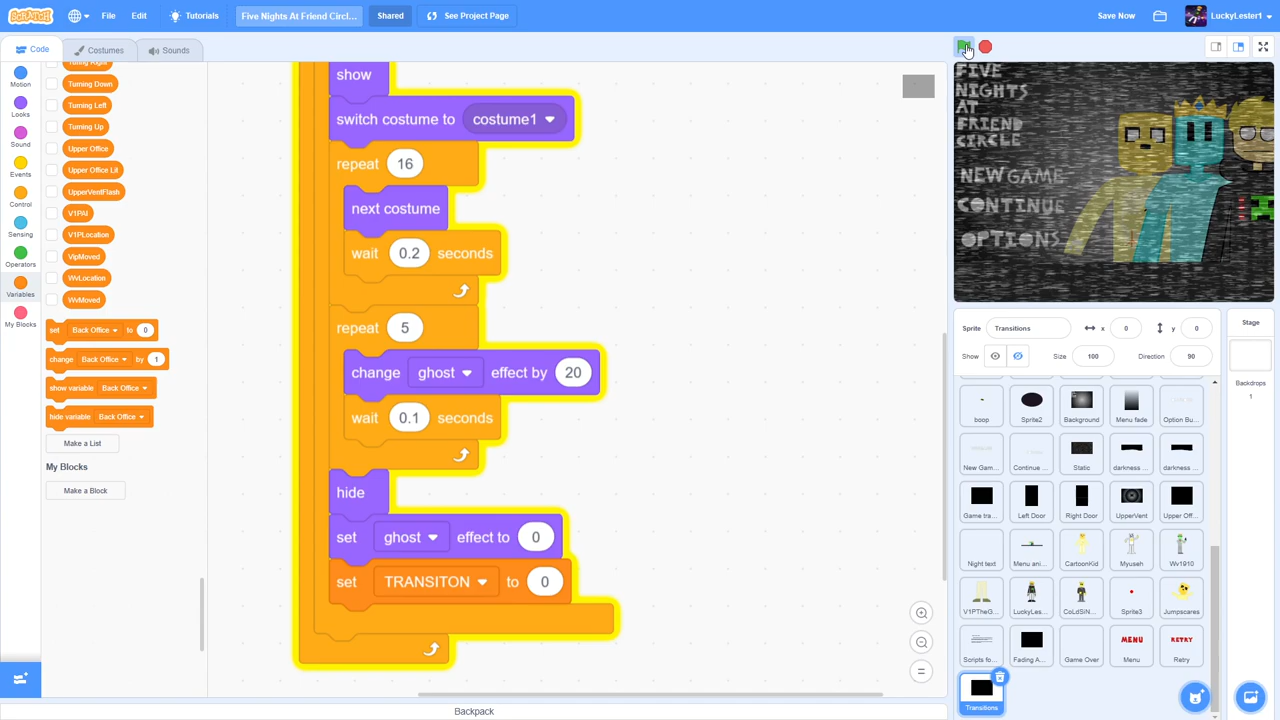 SCRATCH File Edit Tutorials Five Nights At Friend Circl... Shared See Project Page Save Now LuckyLester1
Code Costumes Sounds
Motion
Looks
Sound
Events
Control
Sensing
Operators
Variables
My Blocks
Turning Right
Turning Down
Turning Left
Turning Up
Upper Office
Upper Office Lit
UpperVentFlash
V1PAI
V1PLocation
VipMoved
WvLocation
WvMoved
set Back Office to 0
change Back Office by 1
show variable Back Office
hide variable Back Office
Make a List
My Blocks
Make a Block
show
switch costume to costume1
repeat 16
next costume
wait 0.2 seconds
repeat 5
change ghost effect by 20
wait 0.1 seconds
hide
set ghost effect to 0
set TRANSITON to 0
Backpack
FIVE
NIGHTS
AT
FRIEND
CIRCLE
NEW GAME
CONTINUE
OPTIONS
Sprite Transitions x 0 y 0
Show Size 100 Direction 90
Stage
Backdrops
1
boop Sprite2 Background Menu fade Option Bu...
New Gam... Continue ... Static darkness ... darkness ...
Game tra... Left Door Right Door UpperVent Upper Off...
Night text Menu ani... CartoonKid Myuseh Wv1910
V1PTheG... LuckyLes... CoLdSiN... Sprite3 Jumpscares
MENU RETRY
Scripts fo... Fading A... Game Over Menu Retry
Transitions